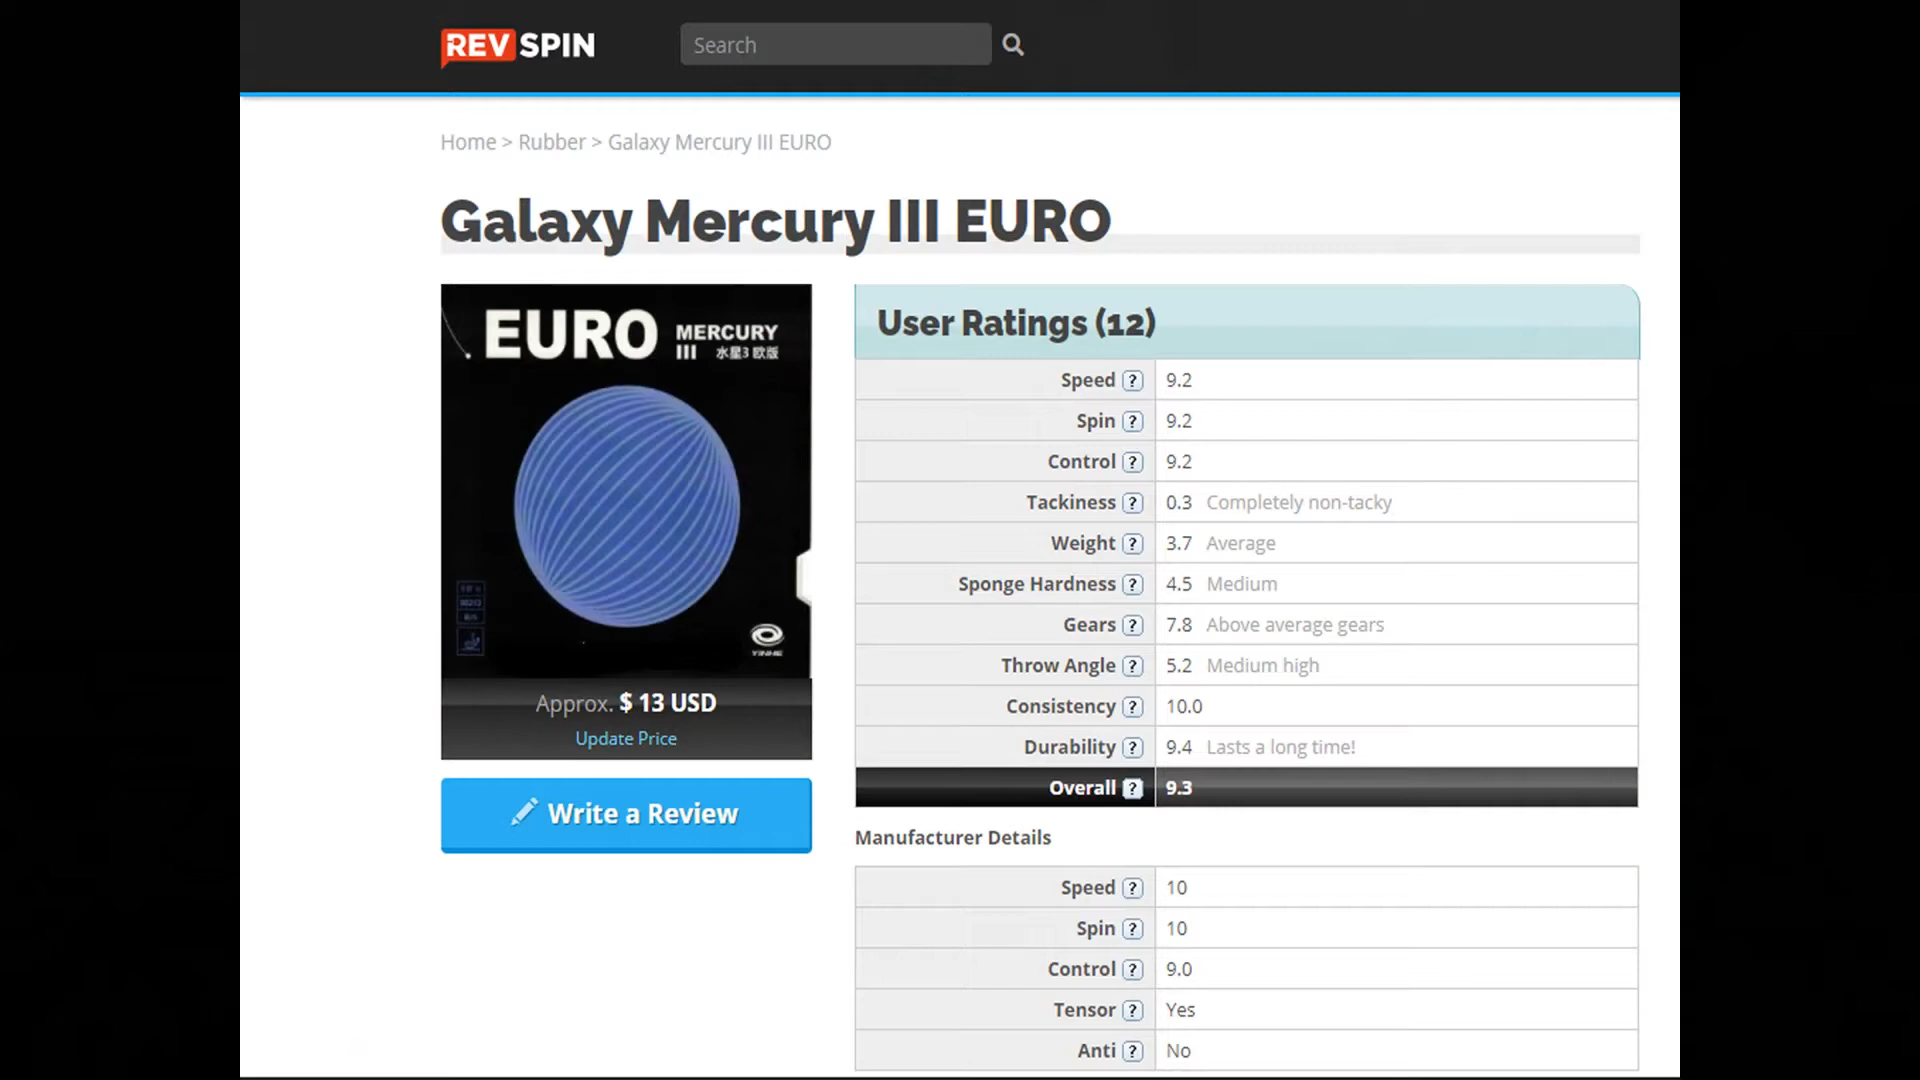 REV SPIN
Search
Home > Rubber > Galaxy Mercury III EURO
Galaxy Mercury III EURO
EURO MERCURY
III 水星3 欧版
YINHE
Approx. $ 13 USD
Update Price
Write a Review
User Ratings (12)
Speed ? 9.2
Spin ? 9.2
Control ? 9.2
Tackiness ? 0.3 Completely non-tacky
Weight ? 3.7 Average
Sponge Hardness ? 4.5 Medium
Gears ? 7.8 Above average gears
Throw Angle ? 5.2 Medium high
Consistency ? 10.0
Durability ? 9.4 Lasts a long time!
Overall ? 9.3
Manufacturer Details
Speed ? 10
Spin ? 10
Control ? 9.0
Tensor ? Yes
Anti ? No